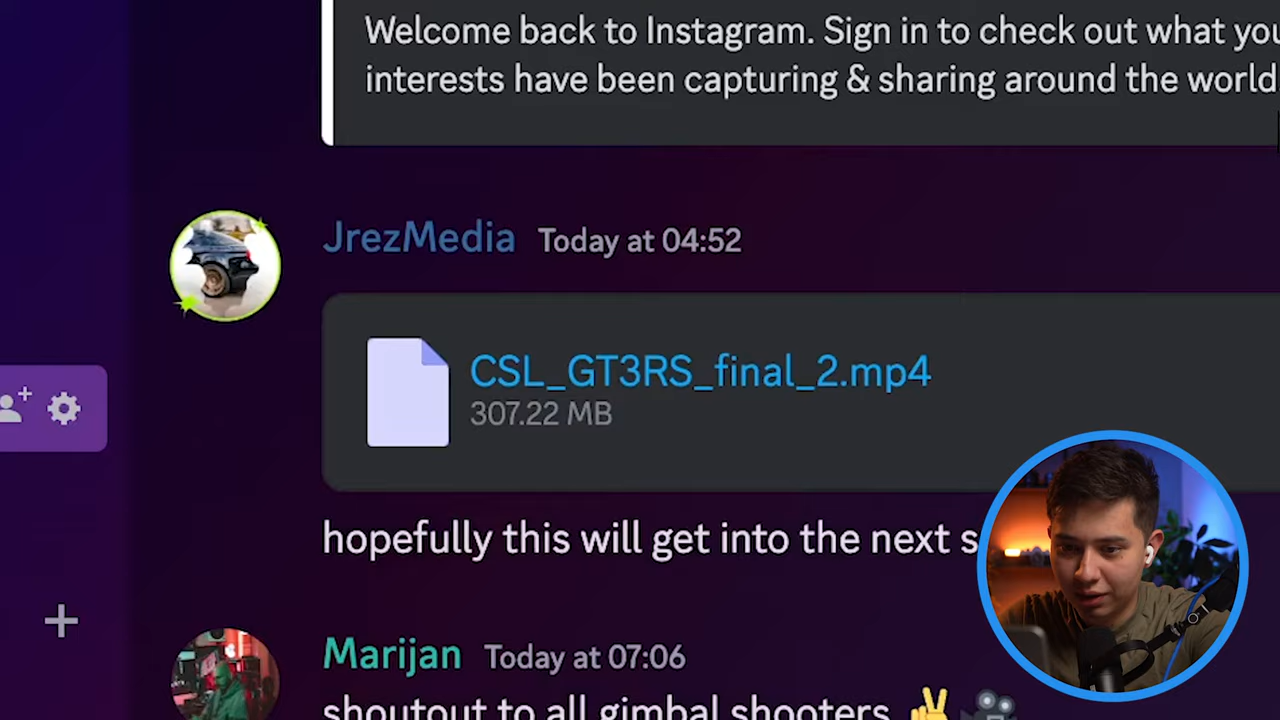 Welcome back to Instagram. Sign in to check out what you
interests have been capturing & sharing around the world
JrezMedia Today at 04:52
CSL_GT3RS_final_2.mp4
307.22 MB
hopefully this will get into the next s
Marijan Today at 07:06
shoutout to all gimbal shooters ✌️ 🎥